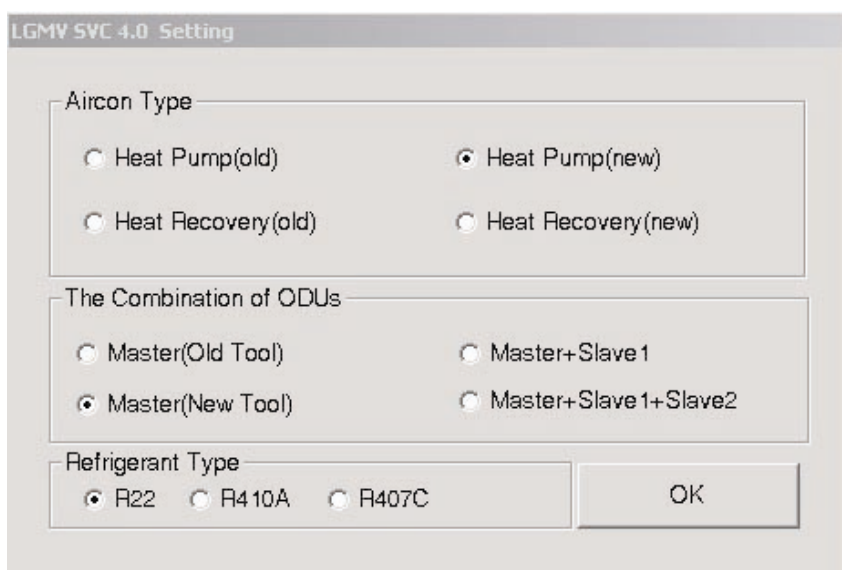 LGMV SVC 4.0 Setting
Aircon Type
Heat Pump(old) Heat Pump(new)
Heat Recovery(old) Heat Recovery(new)
The Combination of ODUs
Master(Old Tool) Master+Slave1
Master(New Tool) Master+Slave1+Slave2
Refrigerant Type
R22 R410A R407C OK